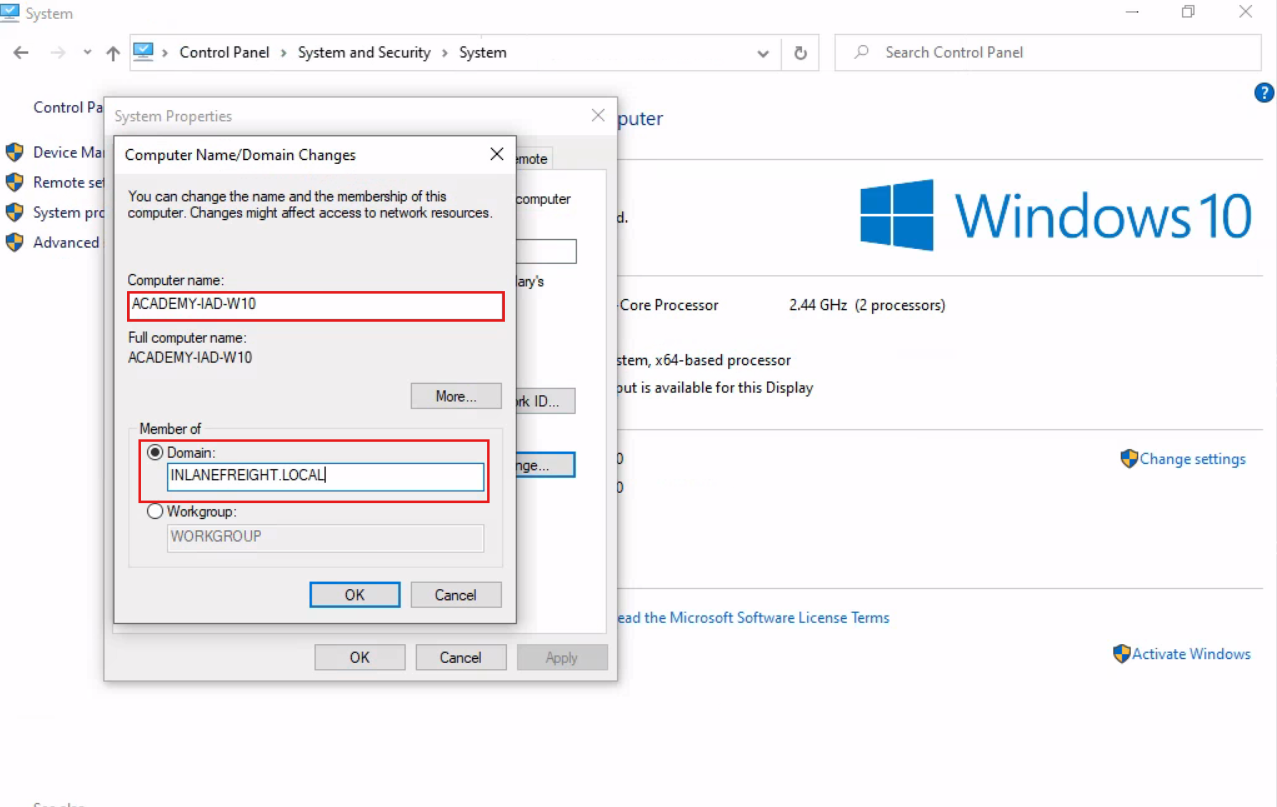 System
Control Panel > System and Security > System
Search Control Panel
Control Pa
System Properties
?
puter
Device Ma
Computer Name/Domain Changes
emote
Remote set
You can change the name and the membership of this
computer. Changes might affect access to network resources.
computer
System pro
d.
Windows 10
Advanced
Computer name:
ary's
ACADEMY-IAD-W10
-Core Processor
2.44 GHz (2 processors)
Full computer name:
ACADEMY-IAD-W10
stem, x64-based processor
put is available for this Display
More...
rk ID...
Member of
Domain:
0
Change settings
INLANEFREIGHT.LOCAL
nge...
0
Workgroup:
WORKGROUP
OK
Cancel
ead the Microsoft Software License Terms
OK
Cancel
Apply
Activate Windows